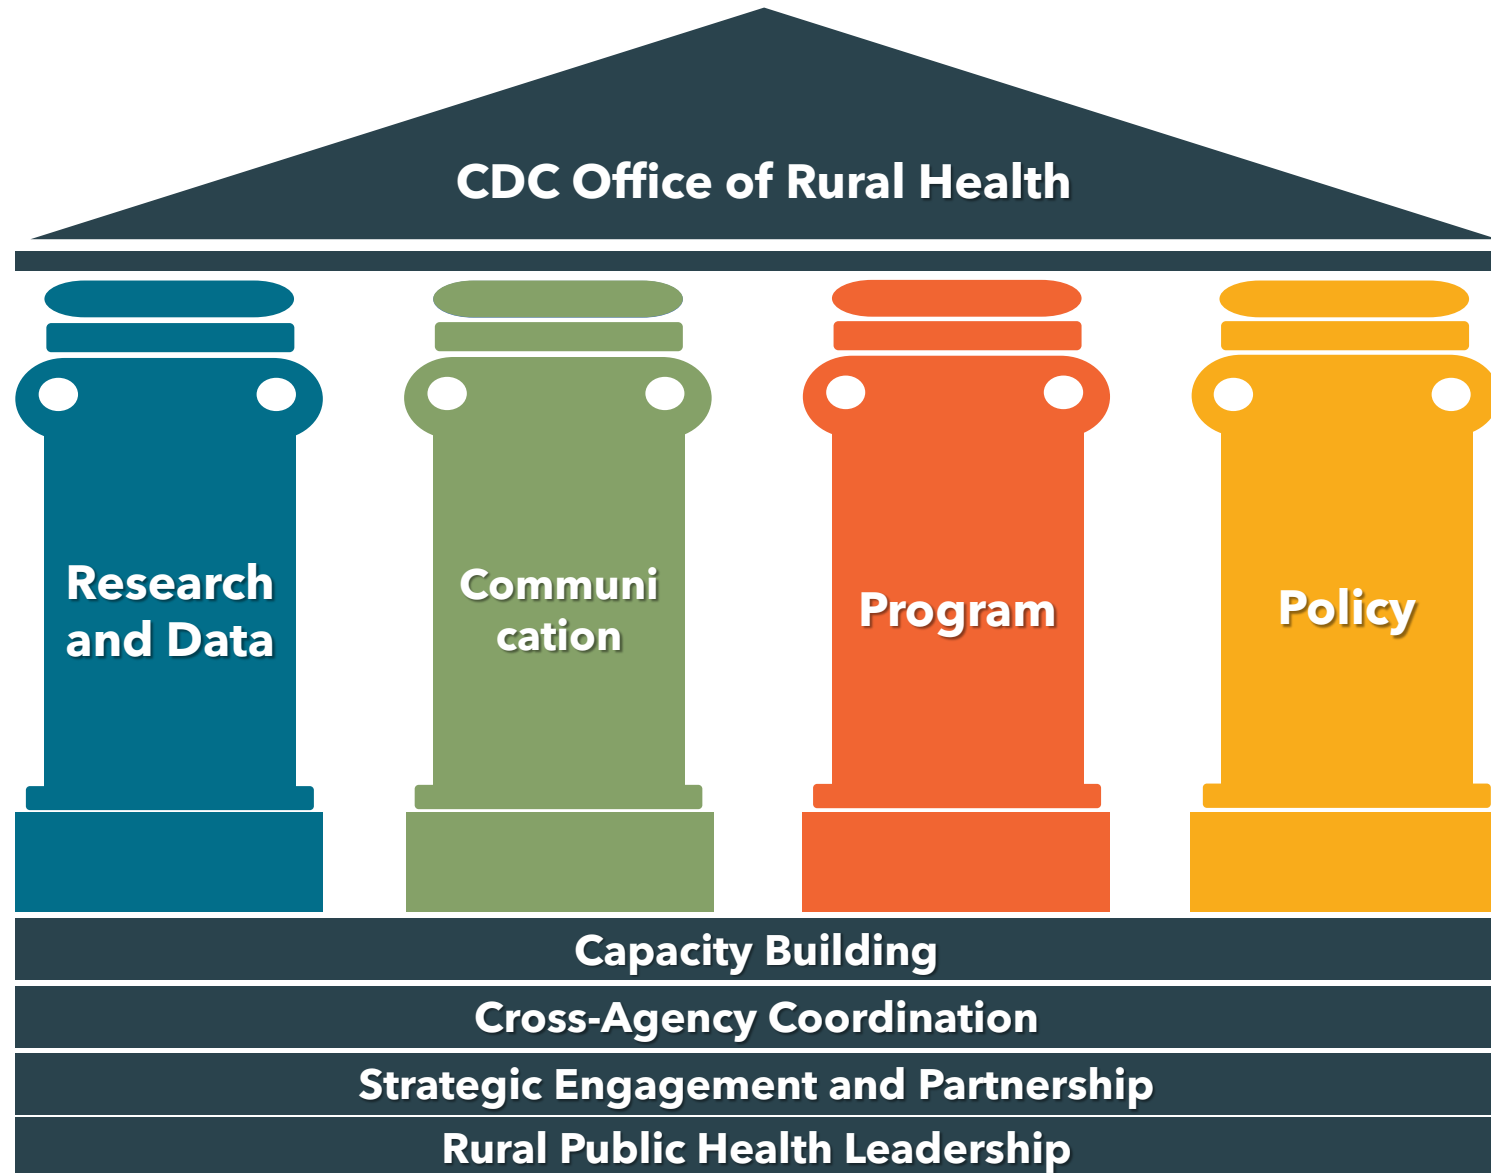 CDC Office of Rural Health
Research
and Data
Communi
cation
Program
Policy
Capacity Building
Cross-Agency Coordination
Strategic Engagement and Partnership
Rural Public Health Leadership